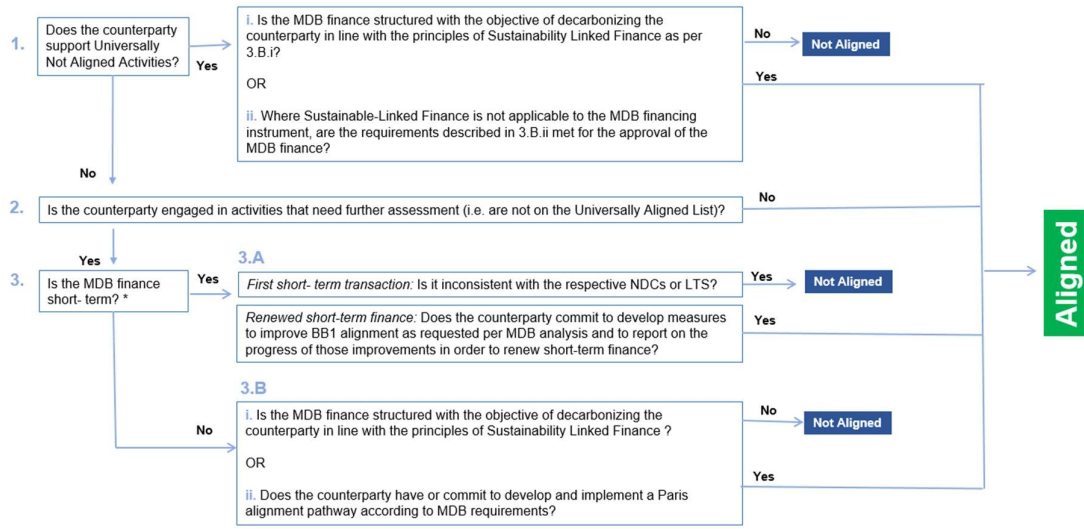 1.
Does the counterparty
support Universally
Not Aligned Activities?
Yes
i. Is the MDB finance structured with the objective of decarbonizing the
counterparty in line with the principles of Sustainability Linked Finance as per
3.B.i?
OR
ii. Where Sustainable-Linked Finance is not applicable to the MDB financing
instrument, are the requirements described in 3.B.ii met for the approval of the
MDB finance?
No
Not Aligned
Yes
No
2.
Is the counterparty engaged in activities that need further assessment (i.e. are not on the Universally Aligned List)?
No
Yes
3.
Is the MDB finance
short- term? *
Yes
3.A
First short- term transaction: Is it inconsistent with the respective NDCs or LTS?
Yes
Not Aligned
Renewed short-term finance: Does the counterparty commit to develop measures
to improve BB1 alignment as requested per MDB analysis and to report on the
progress of those improvements in order to renew short-term finance?
Yes
No
3.B
i. Is the MDB finance structured with the objective of decarbonizing the
counterparty in line with the principles of Sustainability Linked Finance ?
OR
ii. Does the counterparty have or commit to develop and implement a Paris
alignment pathway according to MDB requirements?
No
Not Aligned
Yes
Aligned